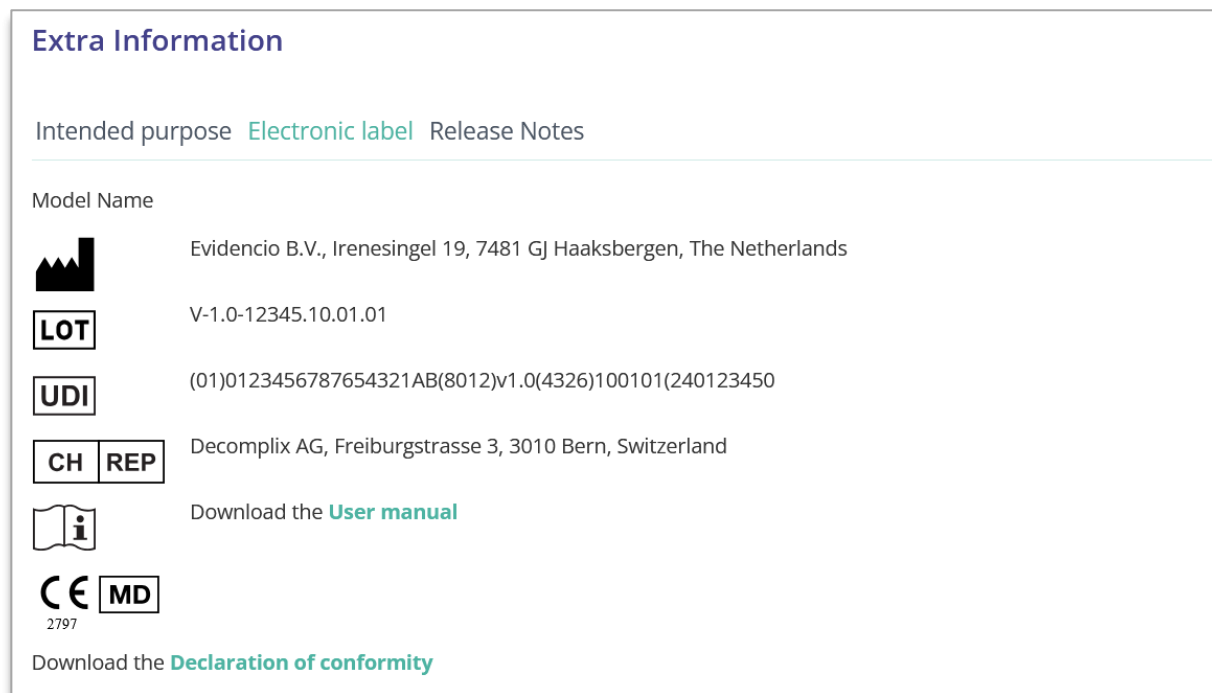 Extra Information
Intended purpose Electronic label Release Notes
Model Name
Evidencio B.V., Irenesingel 19, 7481 GJ Haaksbergen, The Netherlands
LOT V-1.0-12345.10.01.01
UDI (01)0123456787654321AB(8012)v1.0(4326)100101(240123450
CH REP Decomplix AG, Freiburgstrasse 3, 3010 Bern, Switzerland
i Download the User manual
CE MD
2797
Download the Declaration of conformity